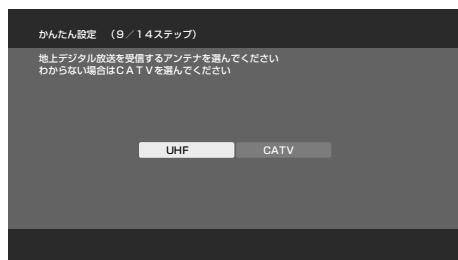 かんたん設定 （9／14ステップ）
地上デジタル放送を受信するアンテナを選んでください
わからない場合はＣＡＴＶを選んでください
UHF CATV